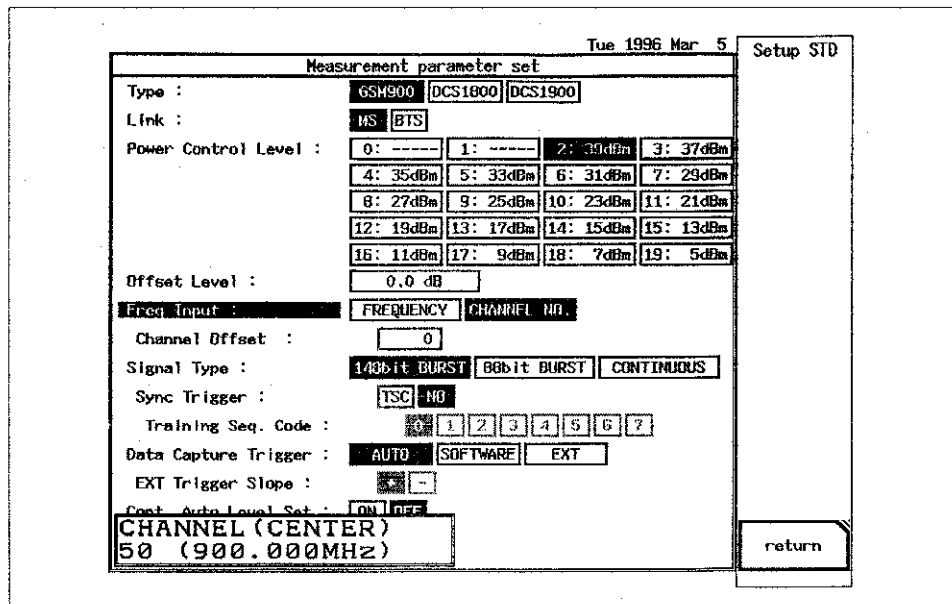 Tue 1996 Mar 5
Setup STD
Measurement parameter set
Type : GSM900 DCS1800 DCS1900
Link : MS BTS
Power Control Level : 0: ----- 1: ----- 2: 39dBm 3: 37dBm
4: 35dBm 5: 33dBm 6: 31dBm 7: 29dBm
8: 27dBm 9: 25dBm 10: 23dBm 11: 21dBm
12: 19dBm 13: 17dBm 14: 15dBm 15: 13dBm
16: 11dBm 17: 9dBm 18: 7dBm 19: 5dBm
Offset Level : 0.0 dB
Freq Input : FREQUENCY CHANNEL NO.
Channel Offset : 0
Signal Type : 148bit BURST 88bit BURST CONTINUOUS
Sync Trigger : TSC NO
Training Seq. Code : 0 1 2 3 4 5 6 7
Data Capture Trigger : AUTO SOFTWARE EXT
EXT Trigger Slope : + -
Cont. Auto Level Set : ON OFF
CHANNEL(CENTER)
50 (900.000MHz)
return